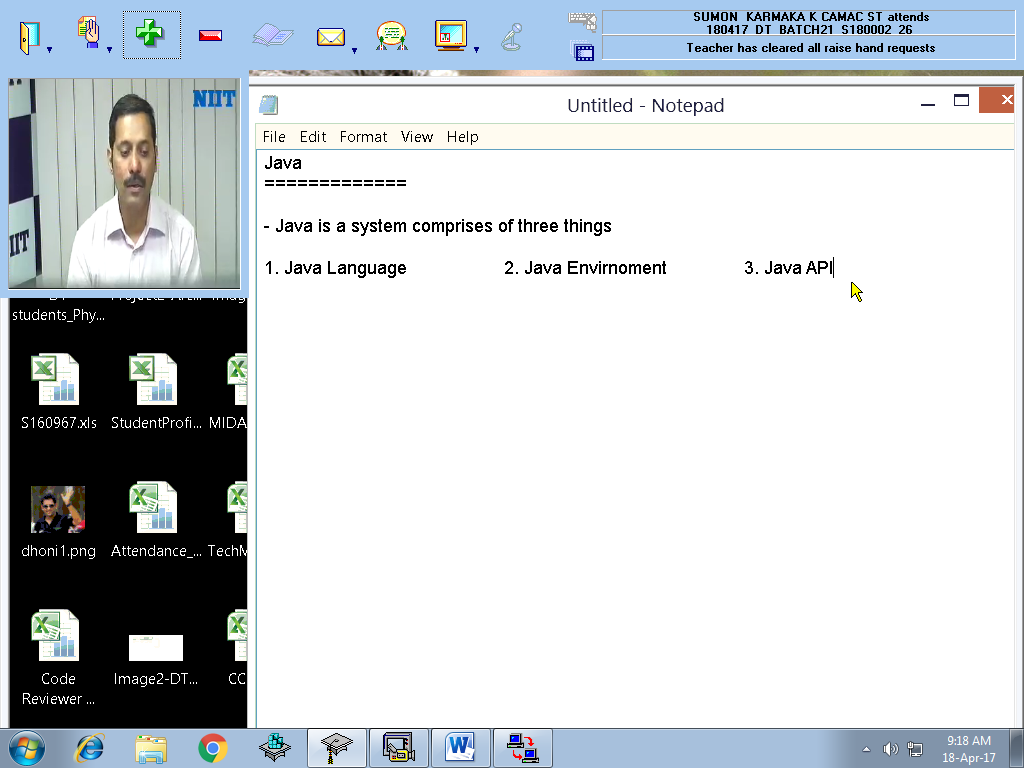 SUMON KARMAKA K CAMAC ST attends
180417 DT BATCH21 S180002 26
Teacher has cleared all raise hand requests
NIIT
IIT
Untitled - Notepad
File Edit Format View Help
Java
=============
- Java is a system comprises of three things
1. Java Language 2. Java Envirnoment 3. Java API
students_Phy...
S160967.xls StudentProfi... MIDA
dhoni1.png Attendance_... TechM
Code Reviewer ... Image2-DT... CC
9:18 AM
18-Apr-17